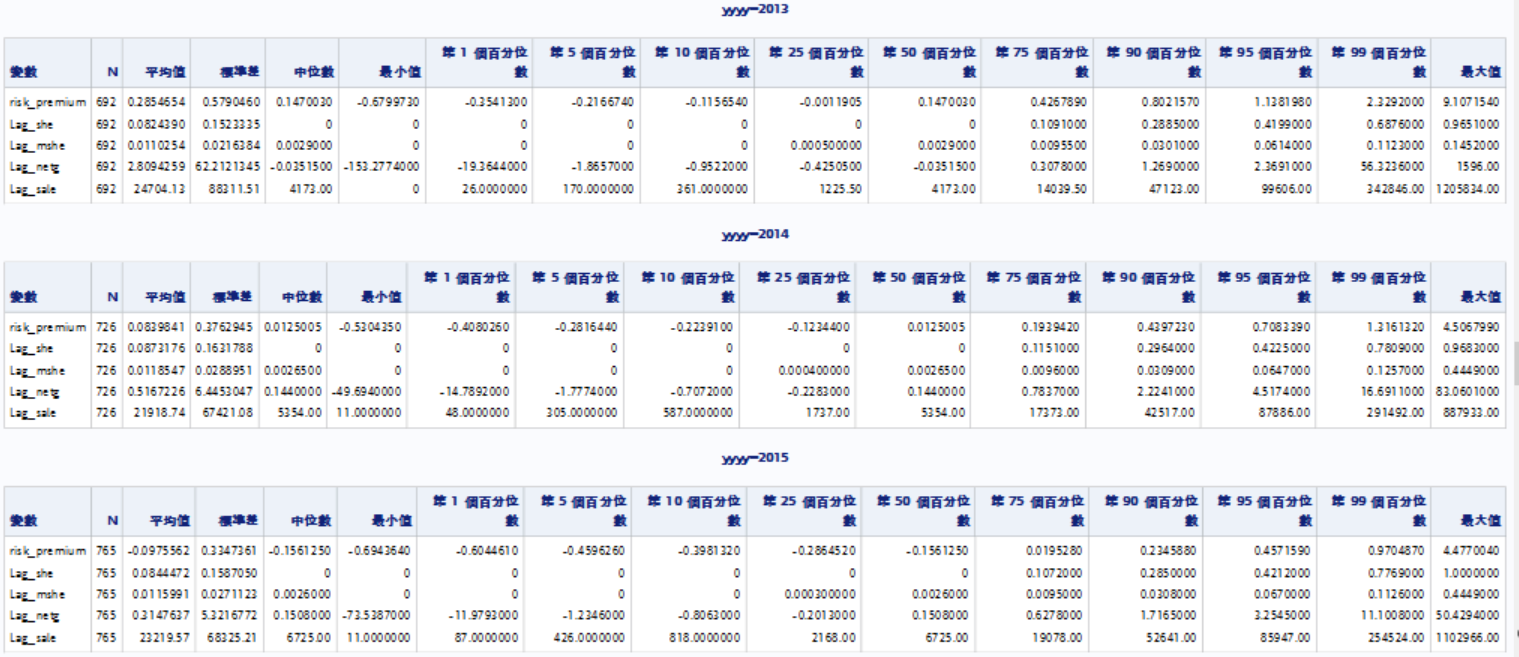 yyyy=2013
變數 N 平均值 標準差 中位數 最小值 第 1 個百分位數 第 5 個百分位數 第 10 個百分位數 第 25 個百分位數 第 50 個百分位數 第 75 個百分位數 第 90 個百分位數 第 95 個百分位數 第 99 個百分位數 最大值
risk_premium 692 0.2854654 0.5790460 0.1470030 -0.6799730 -0.3541300 -0.2166740 -0.1156540 -0.0011905 0.1470030 0.4267890 0.8021570 1.1381980 2.3292000 9.1071540
Lag_she 692 0.0824390 0.1523335 0 0 0 0 0 0 0 0.1091000 0.2885000 0.4199000 0.6876000 0.9651000
Lag_mshe 692 0.0110254 0.0216384 0.0029000 0 0 0 0 0.000500000 0.0029000 0.0095500 0.0301000 0.0614000 0.1123000 0.1452000
Lag_netg 692 2.8094259 62.2121345 -0.0351500 -153.2774000 -19.3644000 -1.8657000 -0.9522000 -0.4250500 -0.0351500 0.3078000 1.2690000 2.3691000 56.3236000 1596.00
Lag_sale 692 24704.13 88311.51 4173.00 0 26.0000000 170.0000000 361.0000000 1225.50 4173.00 14039.50 47123.00 99606.00 342846.00 1205834.00
yyyy=2014
變數 N 平均值 標準差 中位數 最小值 第 1 個百分位數 第 5 個百分位數 第 10 個百分位數 第 25 個百分位數 第 50 個百分位數 第 75 個百分位數 第 90 個百分位數 第 95 個百分位數 第 99 個百分位數 最大值
risk_premium 726 0.0839841 0.3762945 0.0125005 -0.5304350 -0.4080260 -0.2816440 -0.2239100 -0.1234400 0.0125005 0.1939420 0.4397230 0.7083390 1.3161320 4.5067990
Lag_she 726 0.0873176 0.1631788 0 0 0 0 0 0 0 0.1151000 0.2964000 0.4225000 0.7809000 0.9683000
Lag_mshe 726 0.0118547 0.0288951 0.0026500 0 0 0 0 0.000400000 0.0026500 0.0096000 0.0309000 0.0647000 0.1257000 0.4449000
Lag_netg 726 0.5167226 6.4453047 0.1440000 -49.6940000 -14.7892000 -1.7774000 -0.7072000 -0.2283000 0.1440000 0.7837000 2.2241000 4.5174000 16.6911000 83.0601000
Lag_sale 726 21918.74 67421.08 5354.00 11.0000000 48.0000000 305.0000000 587.0000000 1737.00 5354.00 17373.00 42517.00 87886.00 291492.00 887933.00
yyyy=2015
變數 N 平均值 標準差 中位數 最小值 第 1 個百分位數 第 5 個百分位數 第 10 個百分位數 第 25 個百分位數 第 50 個百分位數 第 75 個百分位數 第 90 個百分位數 第 95 個百分位數 第 99 個百分位數 最大值
risk_premium 765 -0.0975562 0.3347361 -0.1561250 -0.6943640 -0.6044610 -0.4596260 -0.3981320 -0.2864520 -0.1561250 0.0195280 0.2345880 0.4571590 0.9704870 4.4770040
Lag_she 765 0.0844472 0.1587050 0 0 0 0 0 0 0 0.1072000 0.2850000 0.4212000 0.7769000 1.0000000
Lag_mshe 765 0.0115991 0.0271123 0.0026000 0 0 0 0 0.000300000 0.0026000 0.0095000 0.0308000 0.0670000 0.1126000 0.4449000
Lag_netg 765 0.3147637 5.3216772 0.1508000 -73.5387000 -11.9793000 -1.2346000 -0.8063000 -0.2013000 0.1508000 0.6278000 1.7165000 3.2545000 11.1008000 50.4294000
Lag_sale 765 23219.57 68325.21 6725.00 11.0000000 87.0000000 426.0000000 818.0000000 2168.00 6725.00 19078.00 52641.00 85947.00 254524.00 1102966.00